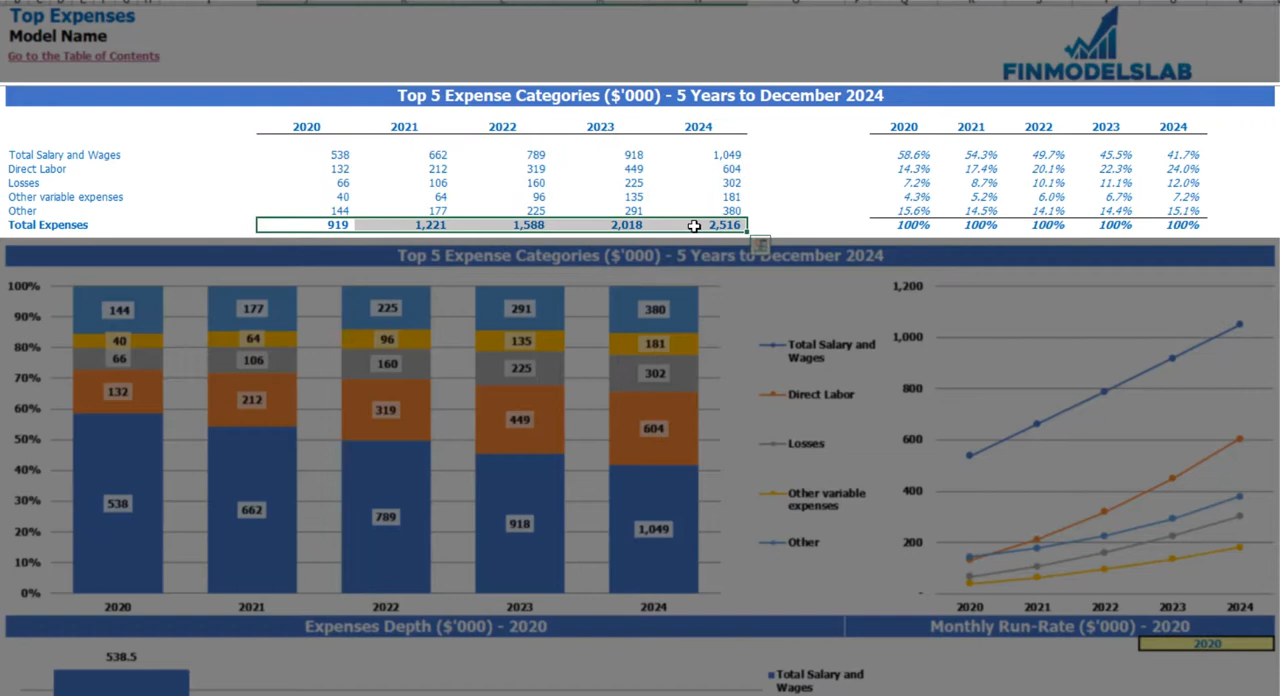 Top Expenses
Model Name
Go to the Table of Contents
FINMODELSLAB
Top 5 Expense Categories ($'000) - 5 Years to December 2024
2020 2021 2022 2023 2024 2020 2021 2022 2023 2024
Total Salary and Wages 538 662 789 918 1,049 58.6% 54.3% 49.7% 45.5% 41.7%
Direct Labor 132 212 319 449 604 14.3% 17.4% 20.1% 22.3% 24.0%
Losses 66 106 160 225 302 7.2% 8.7% 10.1% 11.1% 12.0%
Other variable expenses 40 64 96 135 181 4.3% 5.2% 6.0% 6.7% 7.2%
Other 144 177 225 291 380 15.6% 14.5% 14.1% 14.4% 15.1%
Total Expenses 919 1,221 1,588 2,018 2,516 100% 100% 100% 100% 100%
Top 5 Expense Categories ($'000) - 5 Years to December 2024
100%
90%
80%
70%
60%
50%
40%
30%
20%
10%
0%
144 177 225 291 380
40 64 96 135 181
66 106 160 225 302
132 212 319 449 604
538 662 789 918 1,049
2020 2021 2022 2023 2024
Total Salary and
Wages
Direct Labor
Losses
Other variable
expenses
Other
1,200
1,000
800
600
400
200
-
2020 2021 2022 2023 2024
Expenses Depth ($'000) - 2020
Monthly Run-Rate ($'000) - 2020
2020
538.5
Total Salary and
Wages